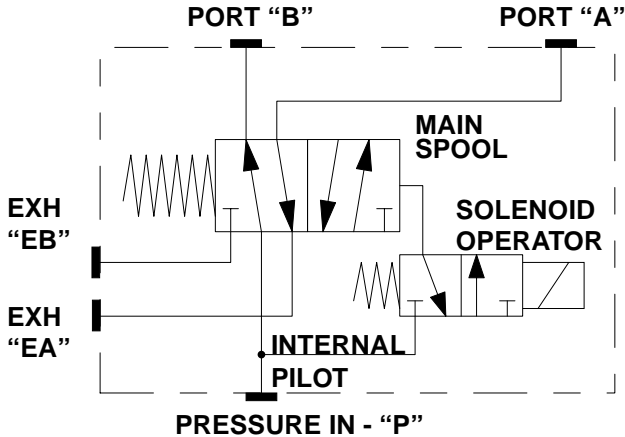 PORT “B”
PORT “A”
MAIN
SPOOL
EXH
“EB”
SOLENOID
OPERATOR
EXH
“EA”
INTERNAL
PILOT
PRESSURE IN - “P”